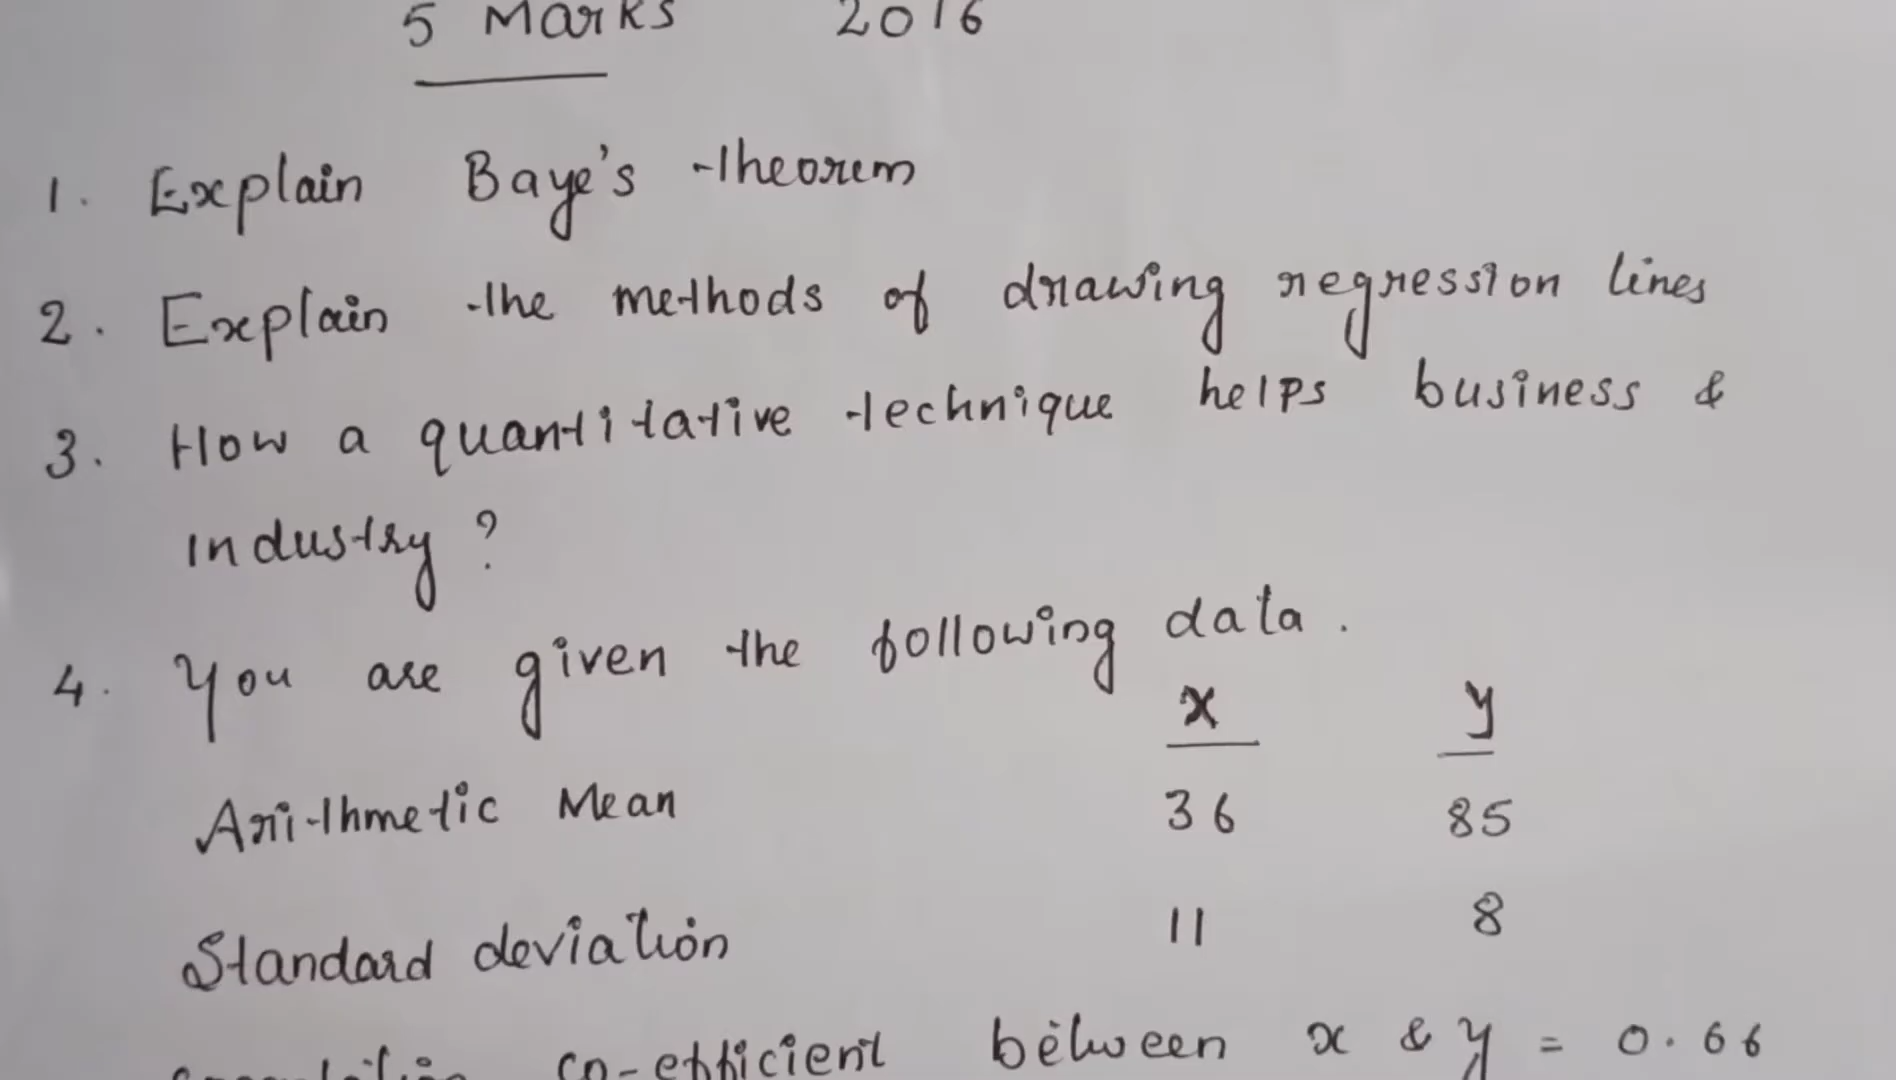 5 Marks 2016
1. Explain Baye's theorem
2. Explain the methods of drawing regression lines
3. How a quantitative technique helps business &
industry?
4. You are given the following data.
x y
Arithmetic Mean 36 85
Standard deviation 11 8
co-efficient between x & y = 0.66